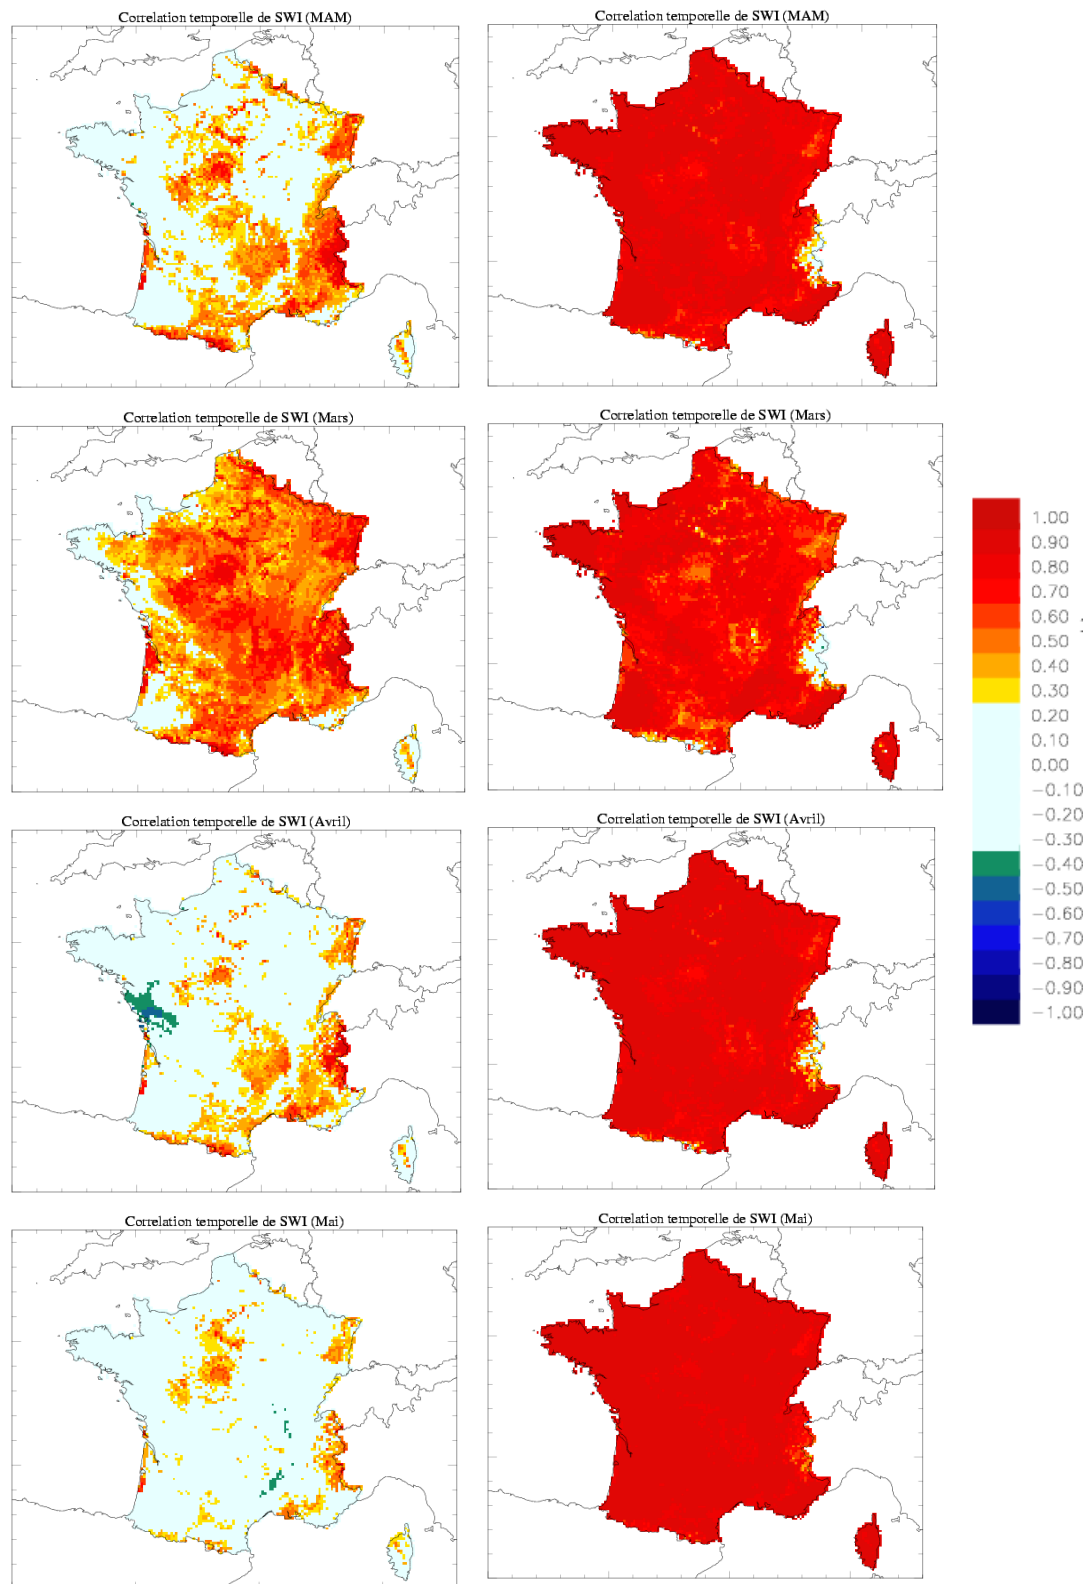 Correlation temporelle de SWI (MAM)
Correlation temporelle de SWI (MAM)
Correlation temporelle de SWI (Mars)
Correlation temporelle de SWI (Mars)
1.00
0.90
0.80
0.70
0.60
0.50
0.40
0.30
0.20
0.10
0.00
−0.10
−0.20
−0.30
−0.40
−0.50
−0.60
−0.70
−0.80
−0.90
−1.00
Correlation temporelle de SWI (Avril)
Correlation temporelle de SWI (Avril)
Correlation temporelle de SWI (Mai)
Correlation temporelle de SWI (Mai)